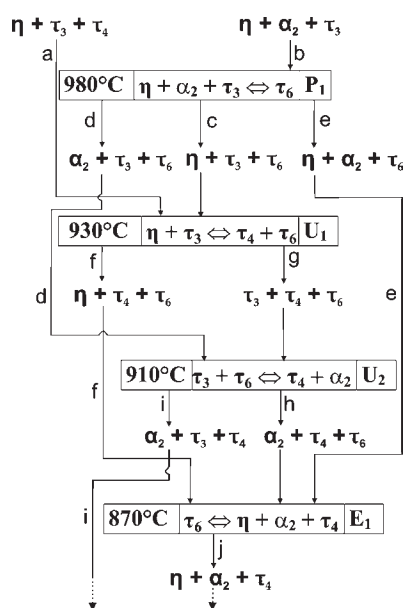 η + τ₃ + τ₄ η + α₂ + τ₃
a b
980°C η + α₂ + τ₃ ⇔ τ₆ P₁
d c e
α₂ + τ₃ + τ₆ η + τ₃ + τ₆ η + α₂ + τ₆
930°C η + τ₃ ⇔ τ₄ + τ₆ U₁
f g
d η + τ₄ + τ₆ τ₃ + τ₄ + τ₆ e
910°C τ₃ + τ₆ ⇔ τ₄ + α₂ U₂
f i h
α₂ + τ₃ + τ₄ α₂ + τ₄ + τ₆
i 870°C τ₆ ⇔ η + α₂ + τ₄ E₁
j
η + α₂ + τ₄